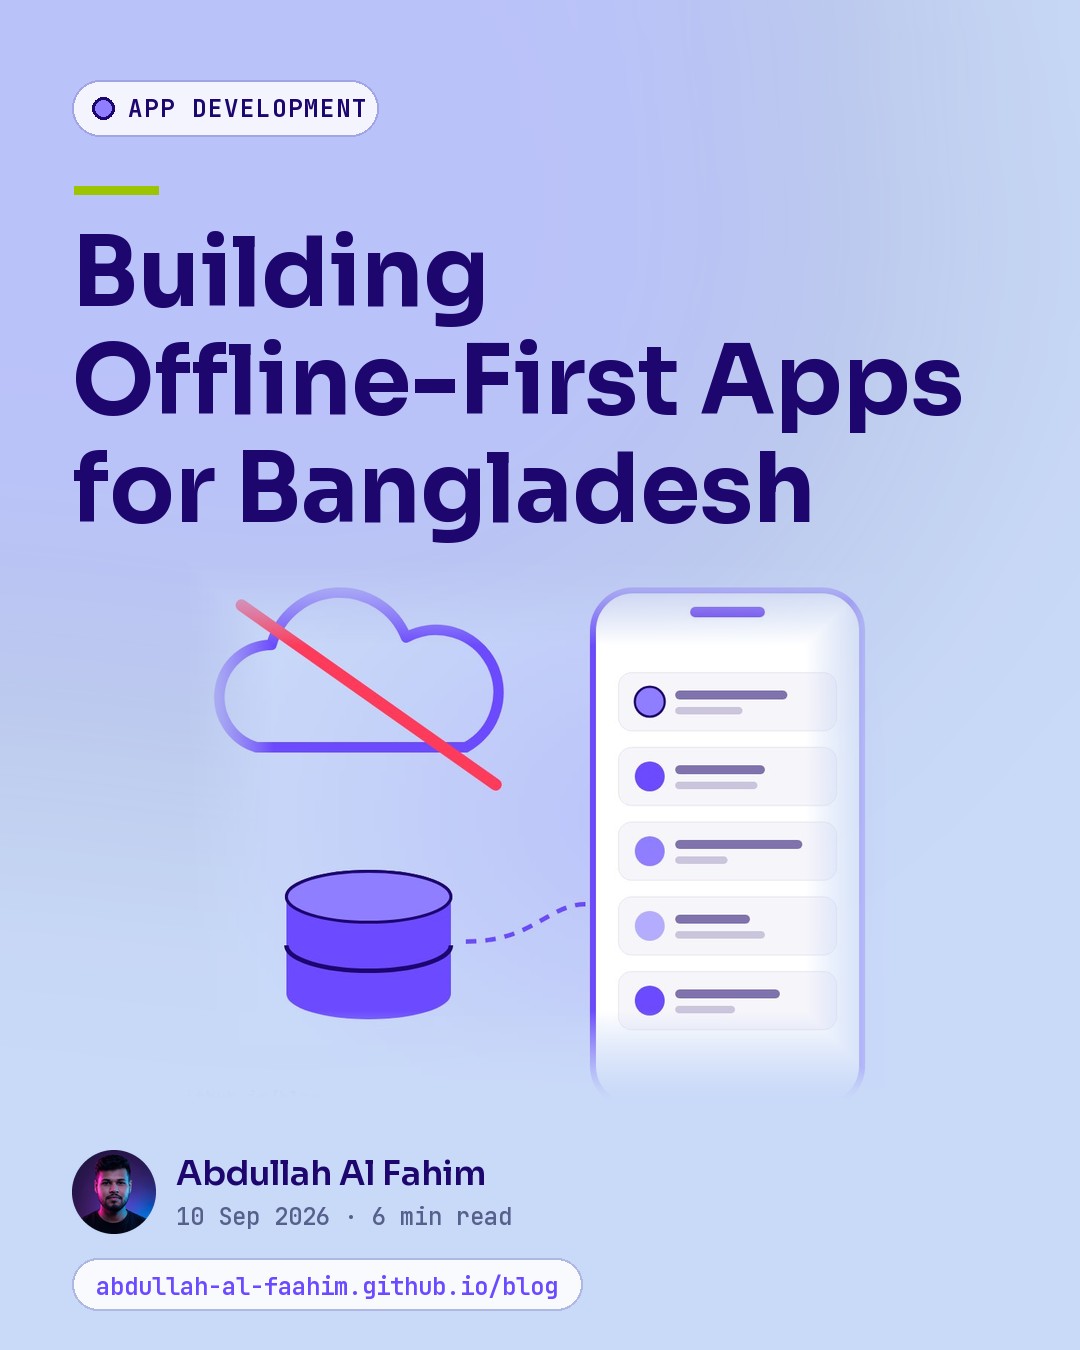 APP DEVELOPMENT
Building
Offline-First Apps
for Bangladesh
Abdullah Al Fahim
10 Sep 2026 · 6 min read
abdullah-al-faahim.github.io/blog